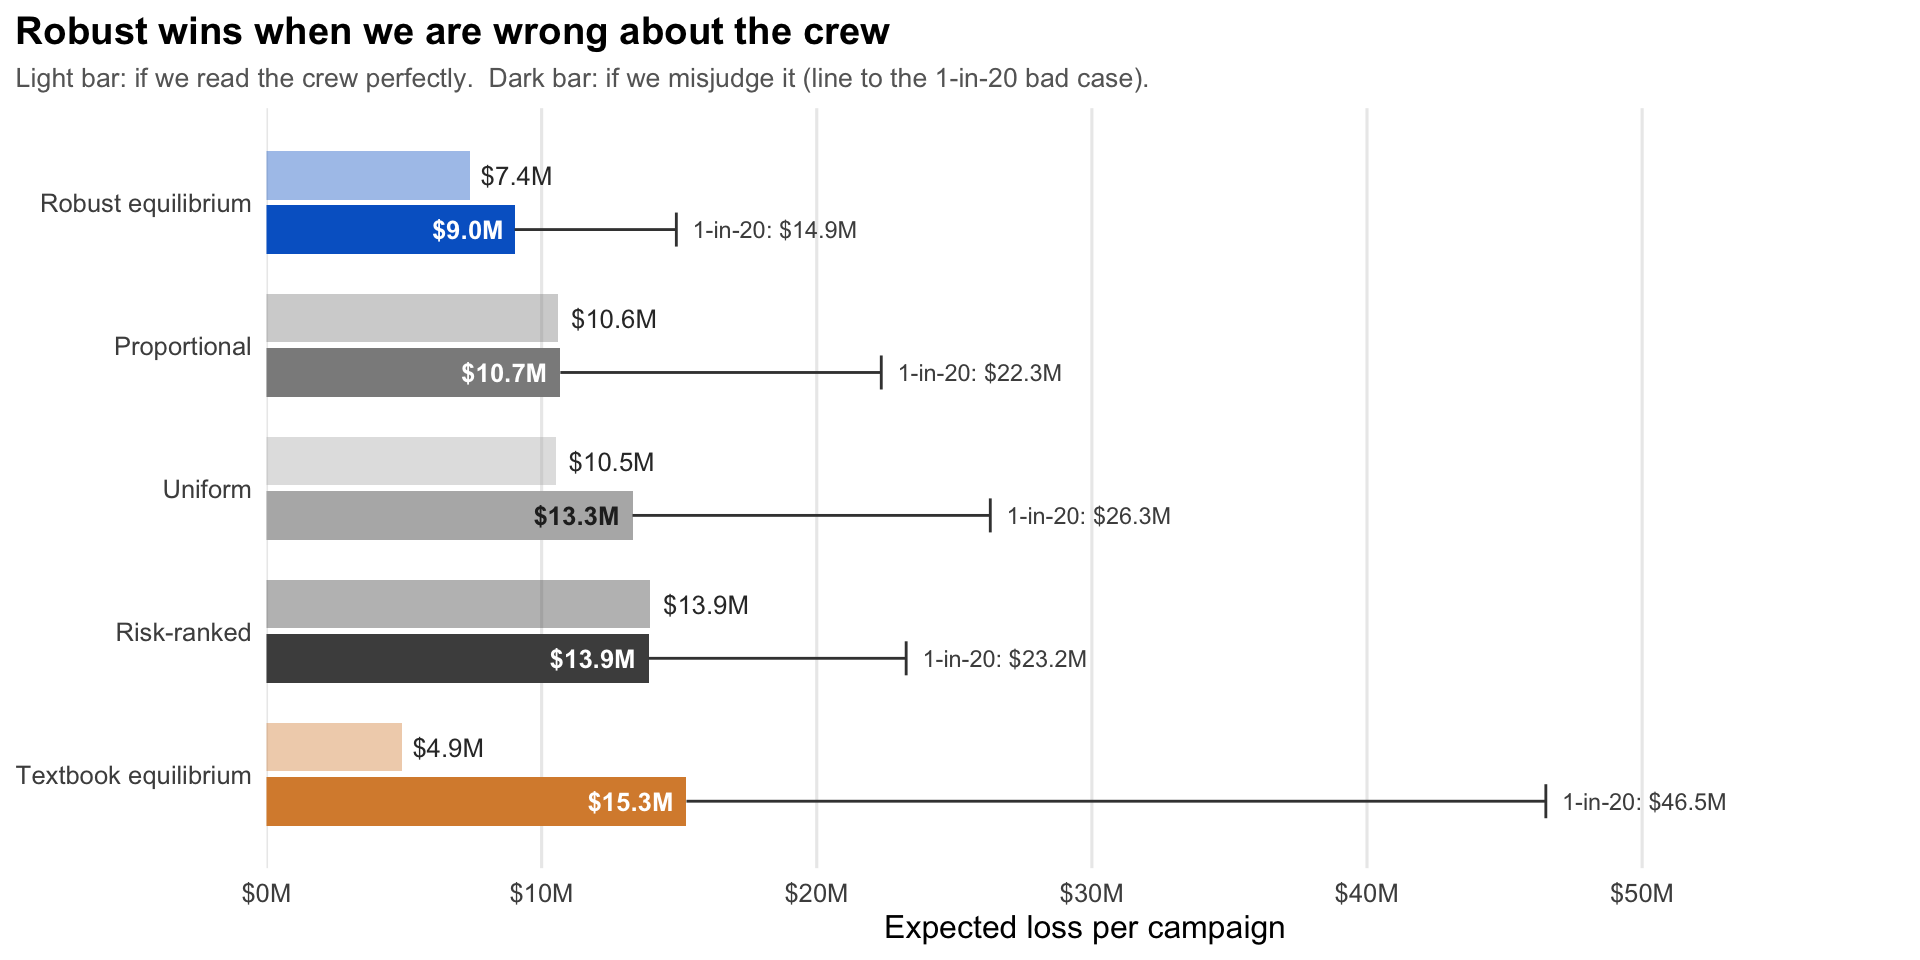 Robust wins when we are wrong about the crew
Light bar: if we read the crew perfectly.  Dark bar: if we misjudge it (line to the 1-in-20 bad case).
$7.4M
Robust equilibrium
$9.0M
1-in-20: $14.9M
$10.6M
Proportional
$10.7M
1-in-20: $22.3M
$10.5M
Uniform
$13.3M
1-in-20: $26.3M
$13.9M
Risk-ranked
$13.9M
1-in-20: $23.2M
$4.9M
Textbook equilibrium
$15.3M
1-in-20: $46.5M
$0M $10M $20M $30M $40M $50M
Expected loss per campaign